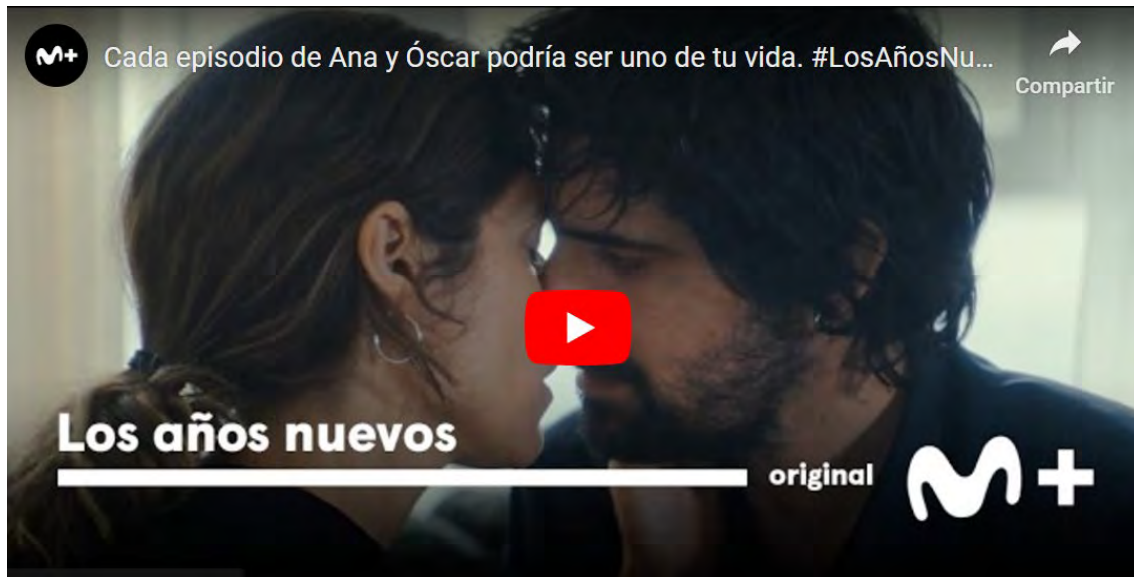 M+
Cada episodio de Ana y Óscar podría ser uno de tu vida. #LosAñosNu...
Compartir
Los años nuevos
original
M+